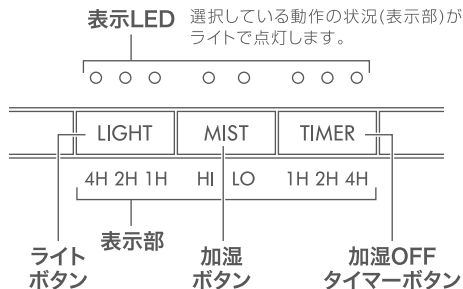 表示LED 選択している動作の状況(表示部)が
ライトで点灯します。
LIGHT MIST TIMER
4H 2H 1H HI LO 1H 2H 4H
表示部
ライト
ボタン
加湿
ボタン
加湿OFF
タイマーボタン